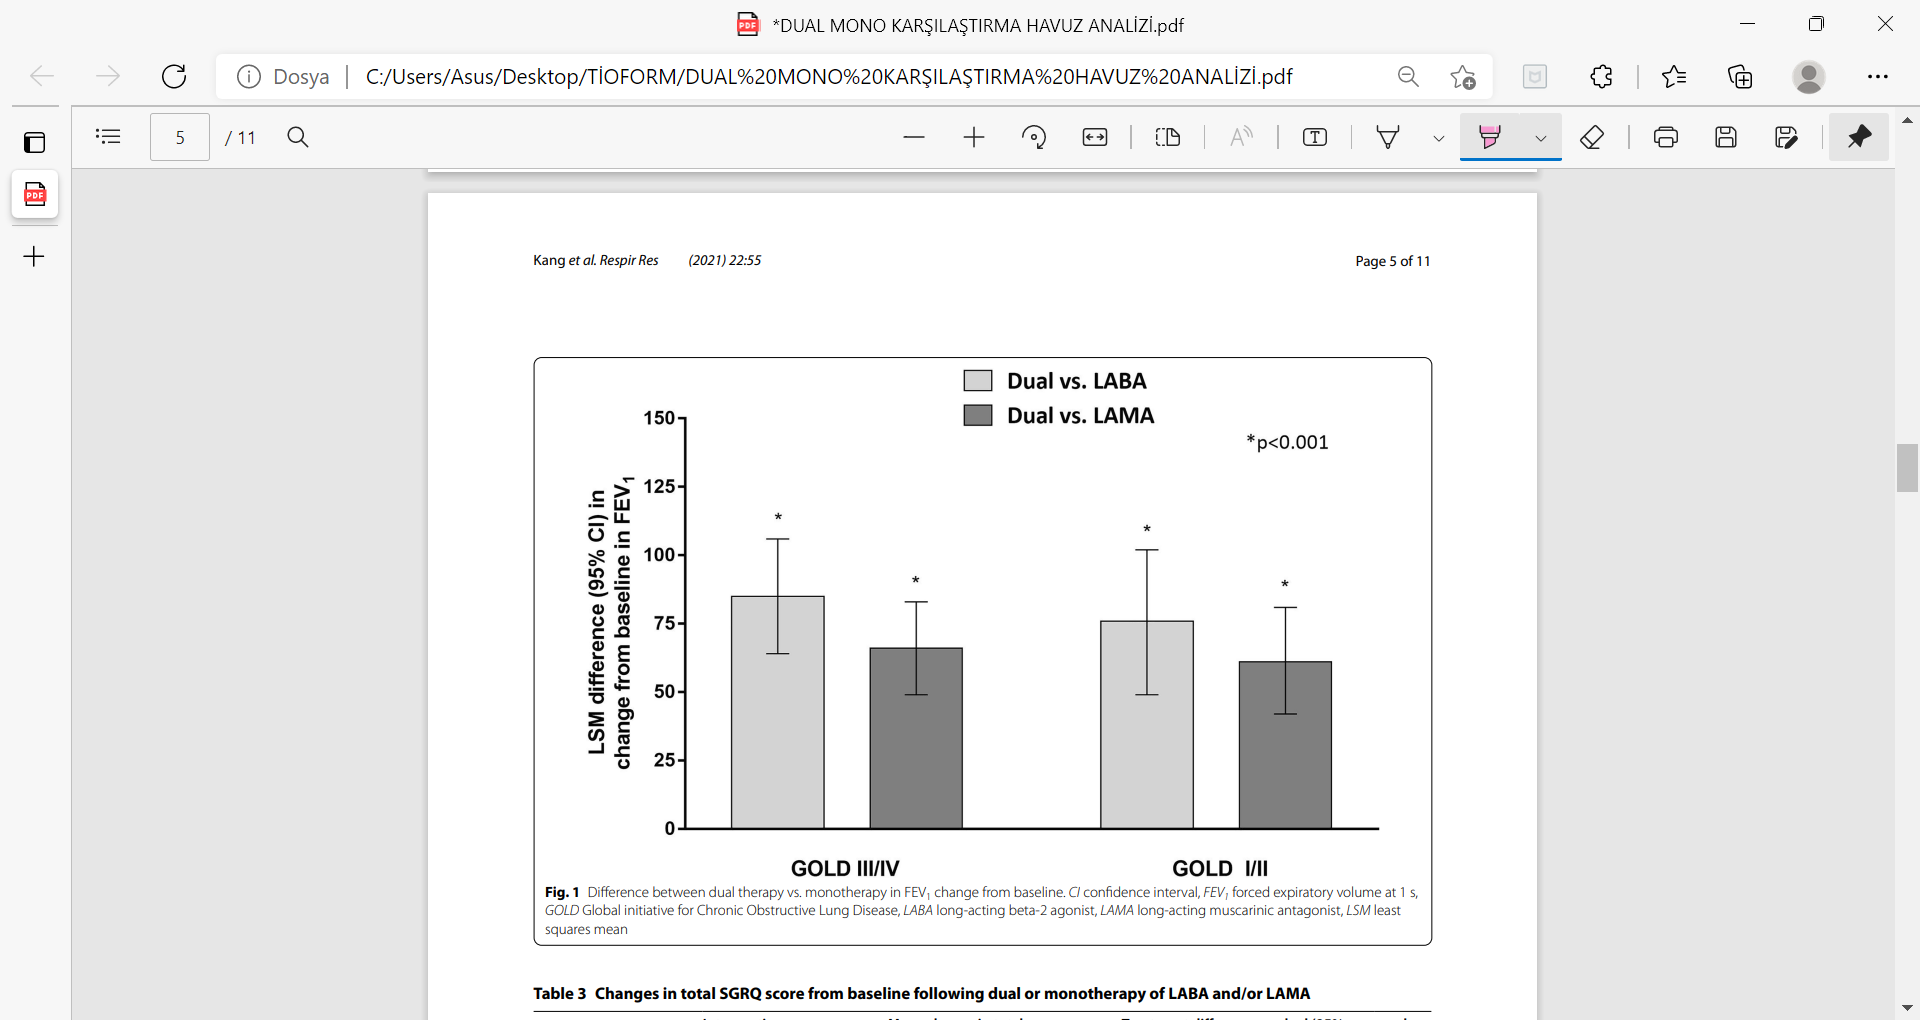 *DUAL MONO KARŞILAŞTIRMA HAVUZ ANALİZİ.pdf
Dosya
C:/Users/Asus/Desktop/TİOFORM/DUAL%20MONO%20KARŞILAŞTIRMA%20HAVUZ%20ANALİZİ.pdf
5 / 11
Kang et al. Respir Res (2021) 22:55
Page 5 of 11
Dual vs. LABA
Dual vs. LAMA
*p<0.001
LSM difference (95% CI) in
change from baseline in FEV1
150
125
100
75
50
25
0
*
*
*
*
GOLD III/IV
GOLD I/II
Fig. 1 Difference between dual therapy vs. monotherapy in FEV1 change from baseline. CI confidence interval, FEV1 forced expiratory volume at 1 s,
GOLD Global initiative for Chronic Obstructive Lung Disease, LABA long-acting beta-2 agonist, LAMA long-acting muscarinic antagonist, LSM least
squares mean
Table 3 Changes in total SGRQ score from baseline following dual or monotherapy of LABA and/or LAMA